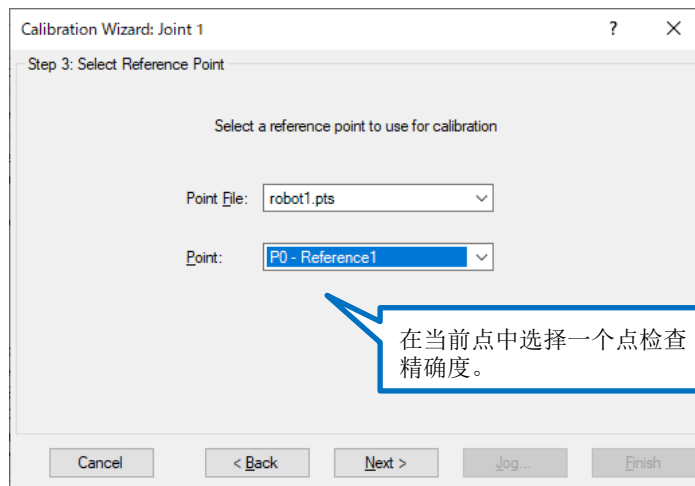 Calibration Wizard: Joint 1
?
Step 3: Select Reference Point
Select a reference point to use for calibration
Point File: robot1.pts
Point: P0 - Reference1
在当前点中选择一个点检查
精确度。
Cancel < Back Next > Jog... Finish